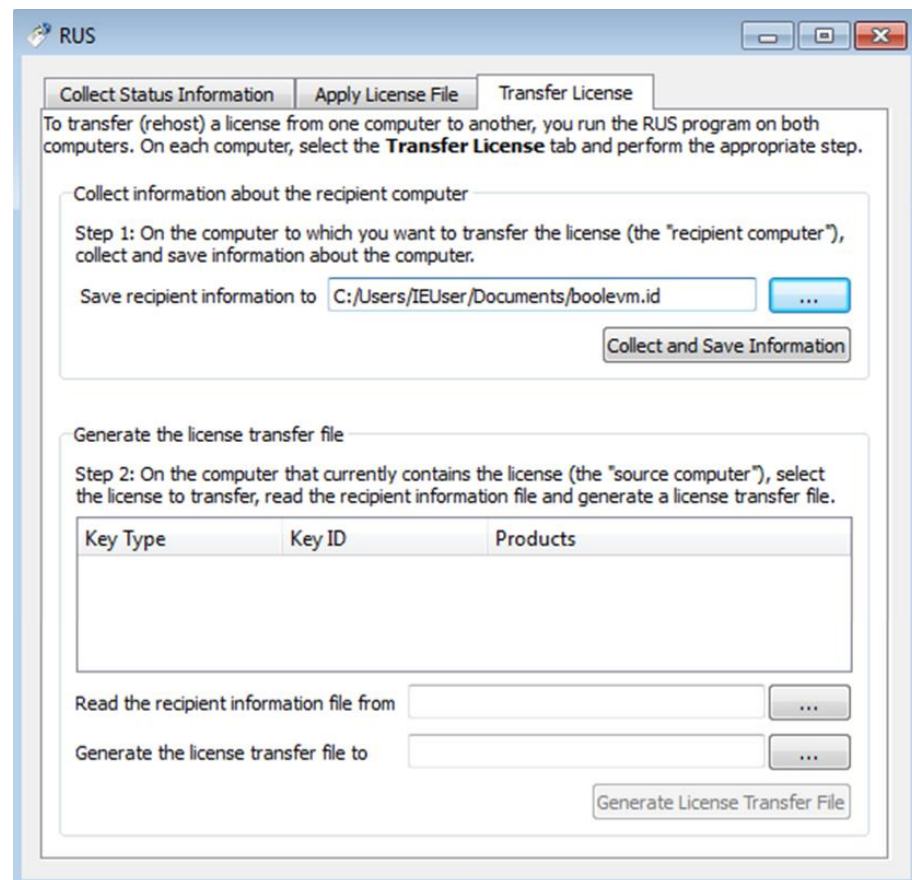 RUS
Collect Status Information
Apply License File
Transfer License
To transfer (rehost) a license from one computer to another, you run the RUS program on both
computers. On each computer, select the Transfer License tab and perform the appropriate step.
Collect information about the recipient computer
Step 1: On the computer to which you want to transfer the license (the "recipient computer"),
collect and save information about the computer.
Save recipient information to C:/Users/IEUser/Documents/boolevm.id ...
Collect and Save Information
Generate the license transfer file
Step 2: On the computer that currently contains the license (the "source computer"), select
the license to transfer, read the recipient information file and generate a license transfer file.
Key Type Key ID Products
Read the recipient information file from ...
Generate the license transfer file to ...
Generate License Transfer File